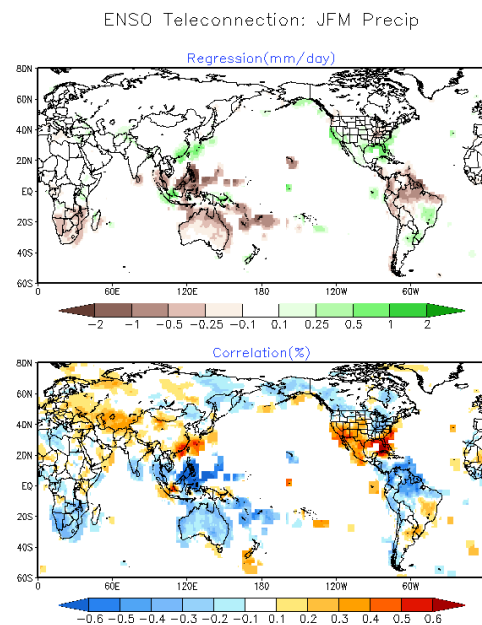 ENSO Teleconnection: JFM Precip
Regression(mm/day)
80N
60N
40N
20N
EQ
20S
40S
60S
0 60E 120E 180 120W 60W
-2 -1 -0.5 -0.25 -0.1 0.1 0.25 0.5 1 2
Correlation(%)
80N
60N
40N
20N
EQ
20S
40S
60S
0 60E 120E 180 120W 60W
-0.6 -0.5 -0.4 -0.3 -0.2 -0.1 0.1 0.2 0.3 0.4 0.5 0.6